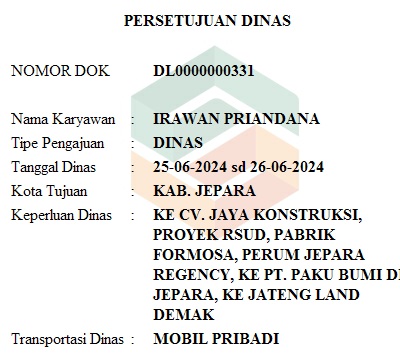 PERSETUJUAN DINAS
NOMOR DOK DL0000000331
Nama Karyawan : IRAWAN PRIANDANA
Tipe Pengajuan : DINAS
Tanggal Dinas : 25-06-2024 sd 26-06-2024
Kota Tujuan : KAB. JEPARA
Keperluan Dinas : KE CV. JAYA KONSTRUKSI,
PROYEK RSUD, PABRIK
FORMOSA, PERUM JEPARA
REGENCY, KE PT. PAKU BUMI DI
JEPARA, KE JATENG LAND
DEMAK
Transportasi Dinas : MOBIL PRIBADI